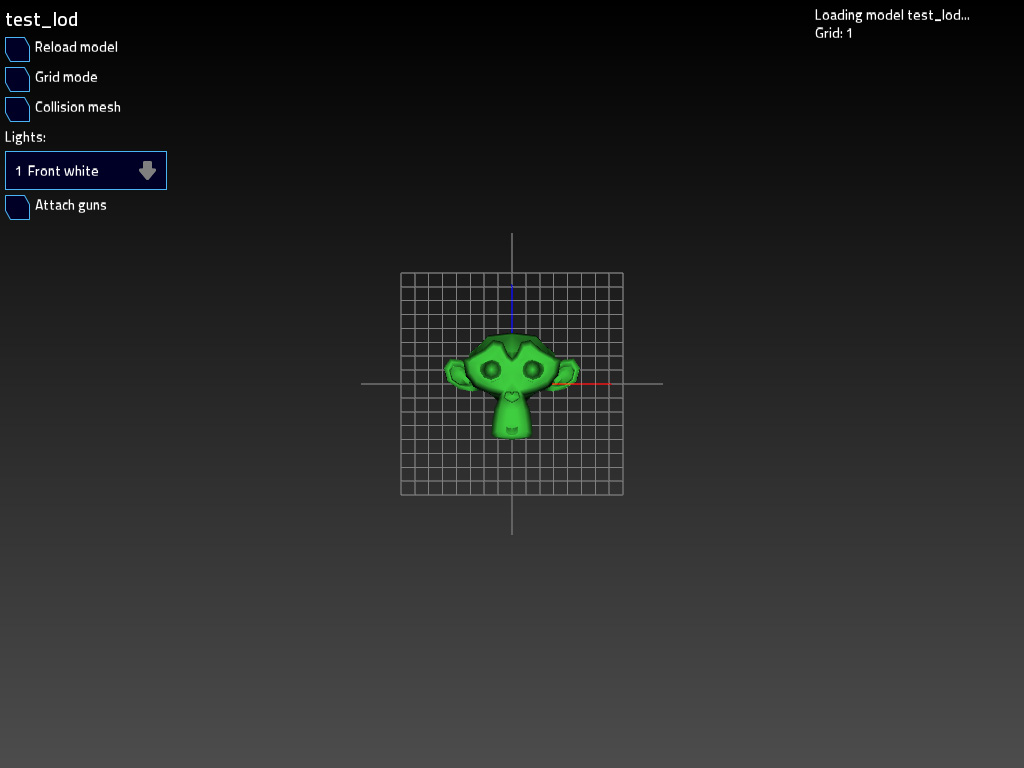 test_lod
Reload model
Grid mode
Collision mesh
Lights:
1 Front white
Attach guns
Loading model test_lod...
Grid: 1